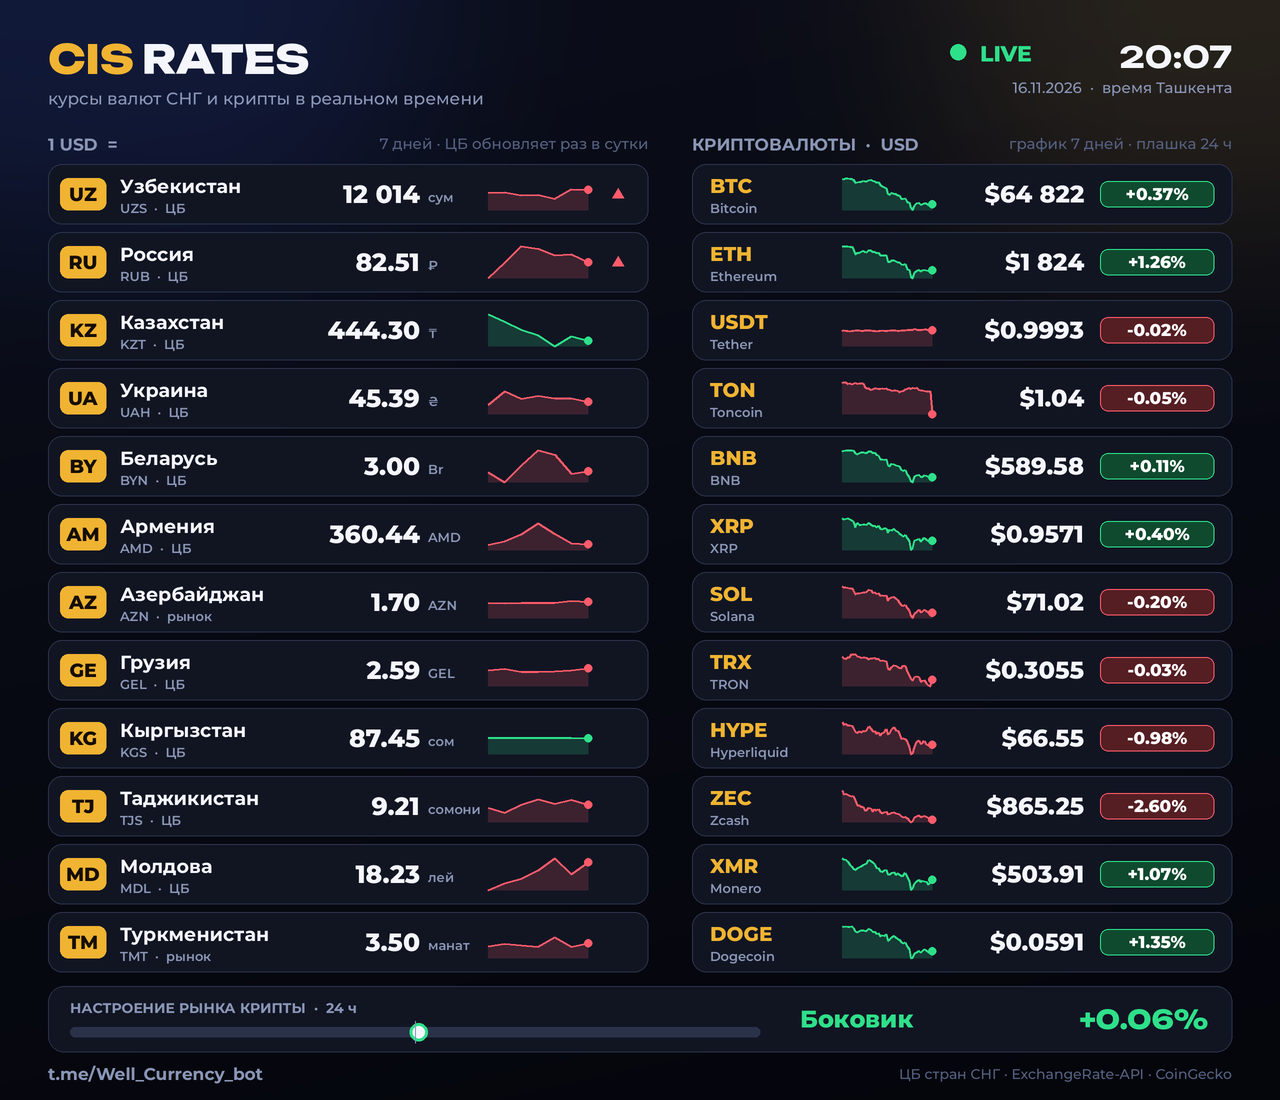 CIS RATES
курсы валют СНГ и крипты в реальном времени
LIVE 20:07
16.11.2026 · время Ташкента
1 USD =
7 дней · ЦБ обновляет раз в сутки
UZ Узбекистан 12 014 сум
UZS · ЦБ
RU Россия 82.51 ₽
RUB · ЦБ
KZ Казахстан 444.30 ₸
KZT · ЦБ
UA Украина 45.39 ₴
UAH · ЦБ
BY Беларусь 3.00 Br
BYN · ЦБ
AM Армения 360.44 AMD
AMD · ЦБ
AZ Азербайджан 1.70 AZN
AZN · рынок
GE Грузия 2.59 GEL
GEL · ЦБ
KG Кыргызстан 87.45 сом
KGS · ЦБ
TJ Таджикистан 9.21 сомони
TJS · ЦБ
MD Молдова 18.23 лей
MDL · ЦБ
TM Туркменистан 3.50 манат
TMT · рынок
КРИПТОВАЛЮТЫ · USD
график 7 дней · плашка 24 ч
BTC $64 822 +0.37%
Bitcoin
ETH $1 824 +1.26%
Ethereum
USDT $0.9993 -0.02%
Tether
TON $1.04 -0.05%
Toncoin
BNB $589.58 +0.11%
BNB
XRP $0.9571 +0.40%
XRP
SOL $71.02 -0.20%
Solana
TRX $0.3055 -0.03%
TRON
HYPE $66.55 -0.98%
Hyperliquid
ZEC $865.25 -2.60%
Zcash
XMR $503.91 +1.07%
Monero
DOGE $0.0591 +1.35%
Dogecoin
НАСТРОЕНИЕ РЫНКА КРИПТЫ · 24 ч
Боковик +0.06%
t.me/Well_Currency_bot
ЦБ стран СНГ · ExchangeRate-API · CoinGecko